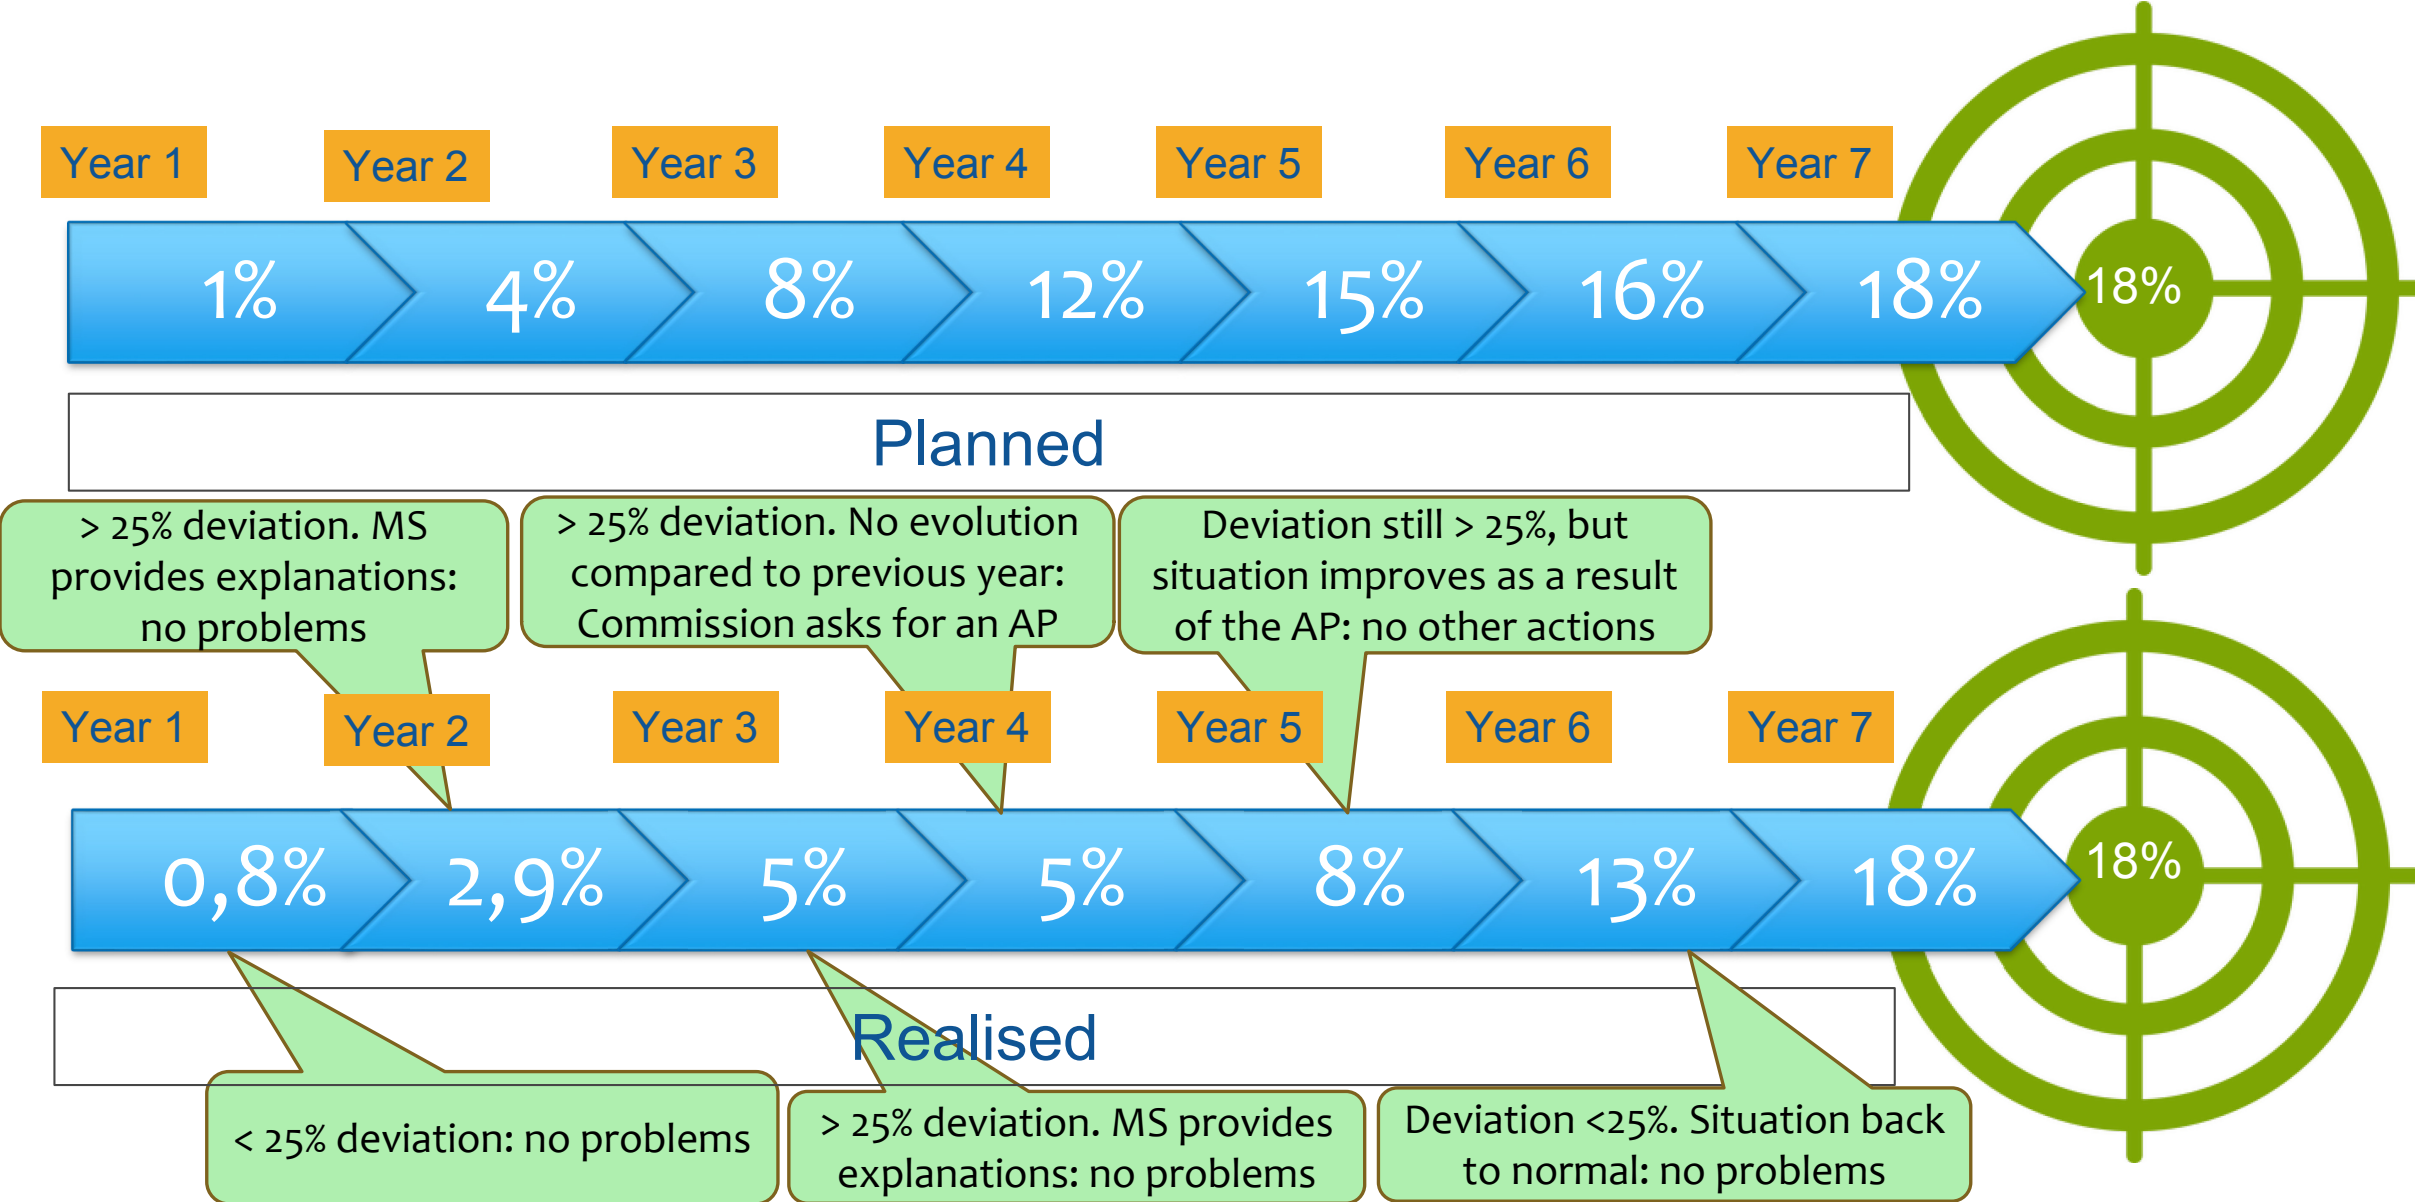 Year 1
Year 2
Year 3
Year 4
Year 5
Year 6
Year 7
1%
4%
8%
12%
15%
16%
18%
18%
Planned
> 25% deviation. MS
provides explanations:
no problems
> 25% deviation. No evolution
compared to previous year:
Commission asks for an AP
Deviation still > 25%, but
situation improves as a result
of the AP: no other actions
Year 1
Year 2
Year 3
Year 4
Year 5
Year 6
Year 7
0,8%
2,9%
5%
5%
8%
13%
18%
18%
Realised
< 25% deviation: no problems
> 25% deviation. MS provides
explanations: no problems
Deviation <25%. Situation back
to normal: no problems